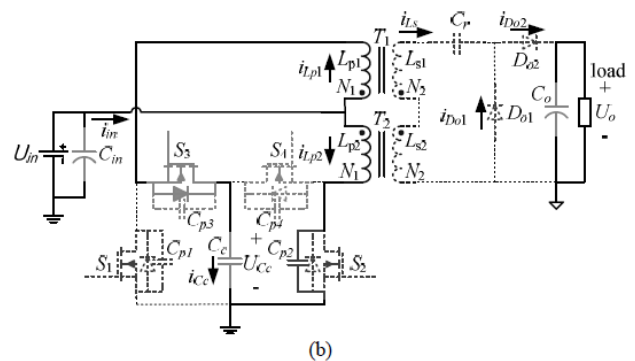 T1
iLs
Cr
iDo2
iLp1
Lp1
Ls1
Do2
load
N1
N2
Co
+
iin
T2
iDo1
Do1
Uo
Uin
Cin
S3
S4
iLp2
Lp2
Ls2
-
N1
N2
Cp3
Cp4
S1
Cp1
Cc
+
UCc
Cp2
S2
iCc
-
(b)